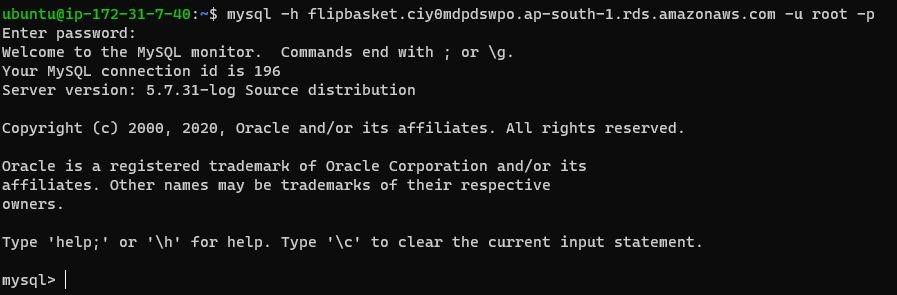 ubuntu@ip-172-31-7-40:~$ mysql -h flipbasket.ciy0mdpdswpo.ap-south-1.rds.amazonaws.com -u root -p
Enter password:
Welcome to the MySQL monitor.  Commands end with ; or \g.
Your MySQL connection id is 196
Server version: 5.7.31-log Source distribution
Copyright (c) 2000, 2020, Oracle and/or its affiliates. All rights reserved.
Oracle is a registered trademark of Oracle Corporation and/or its
affiliates. Other names may be trademarks of their respective
owners.
Type 'help;' or '\h' for help. Type '\c' to clear the current input statement.
mysql>